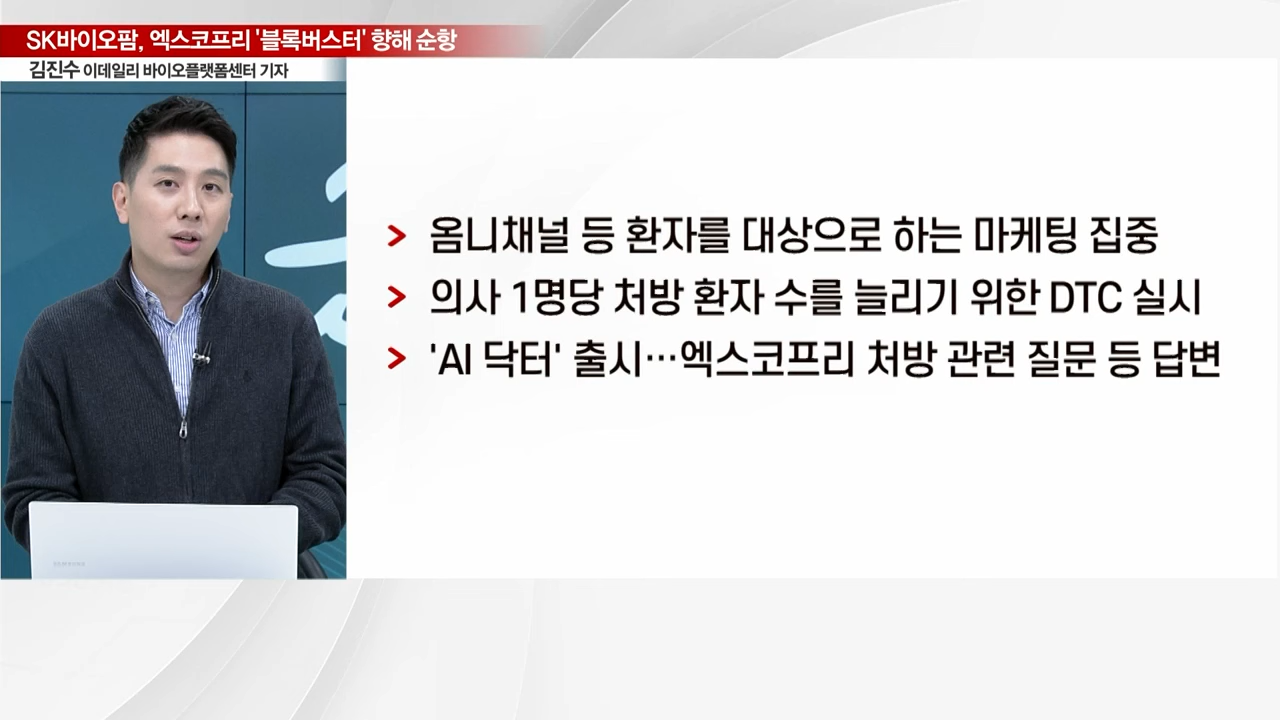 SK바이오팜, 엑스코프리 '블록버스터' 향해 순항
김진수 이데일리 바이오플랫폼센터 기자
> 옴니채널 등 환자를 대상으로 하는 마케팅 집중
> 의사 1명당 처방 환자 수를 늘리기 위한 DTC 실시
> 'AI 닥터' 출시…엑스코프리 처방 관련 질문 등 답변